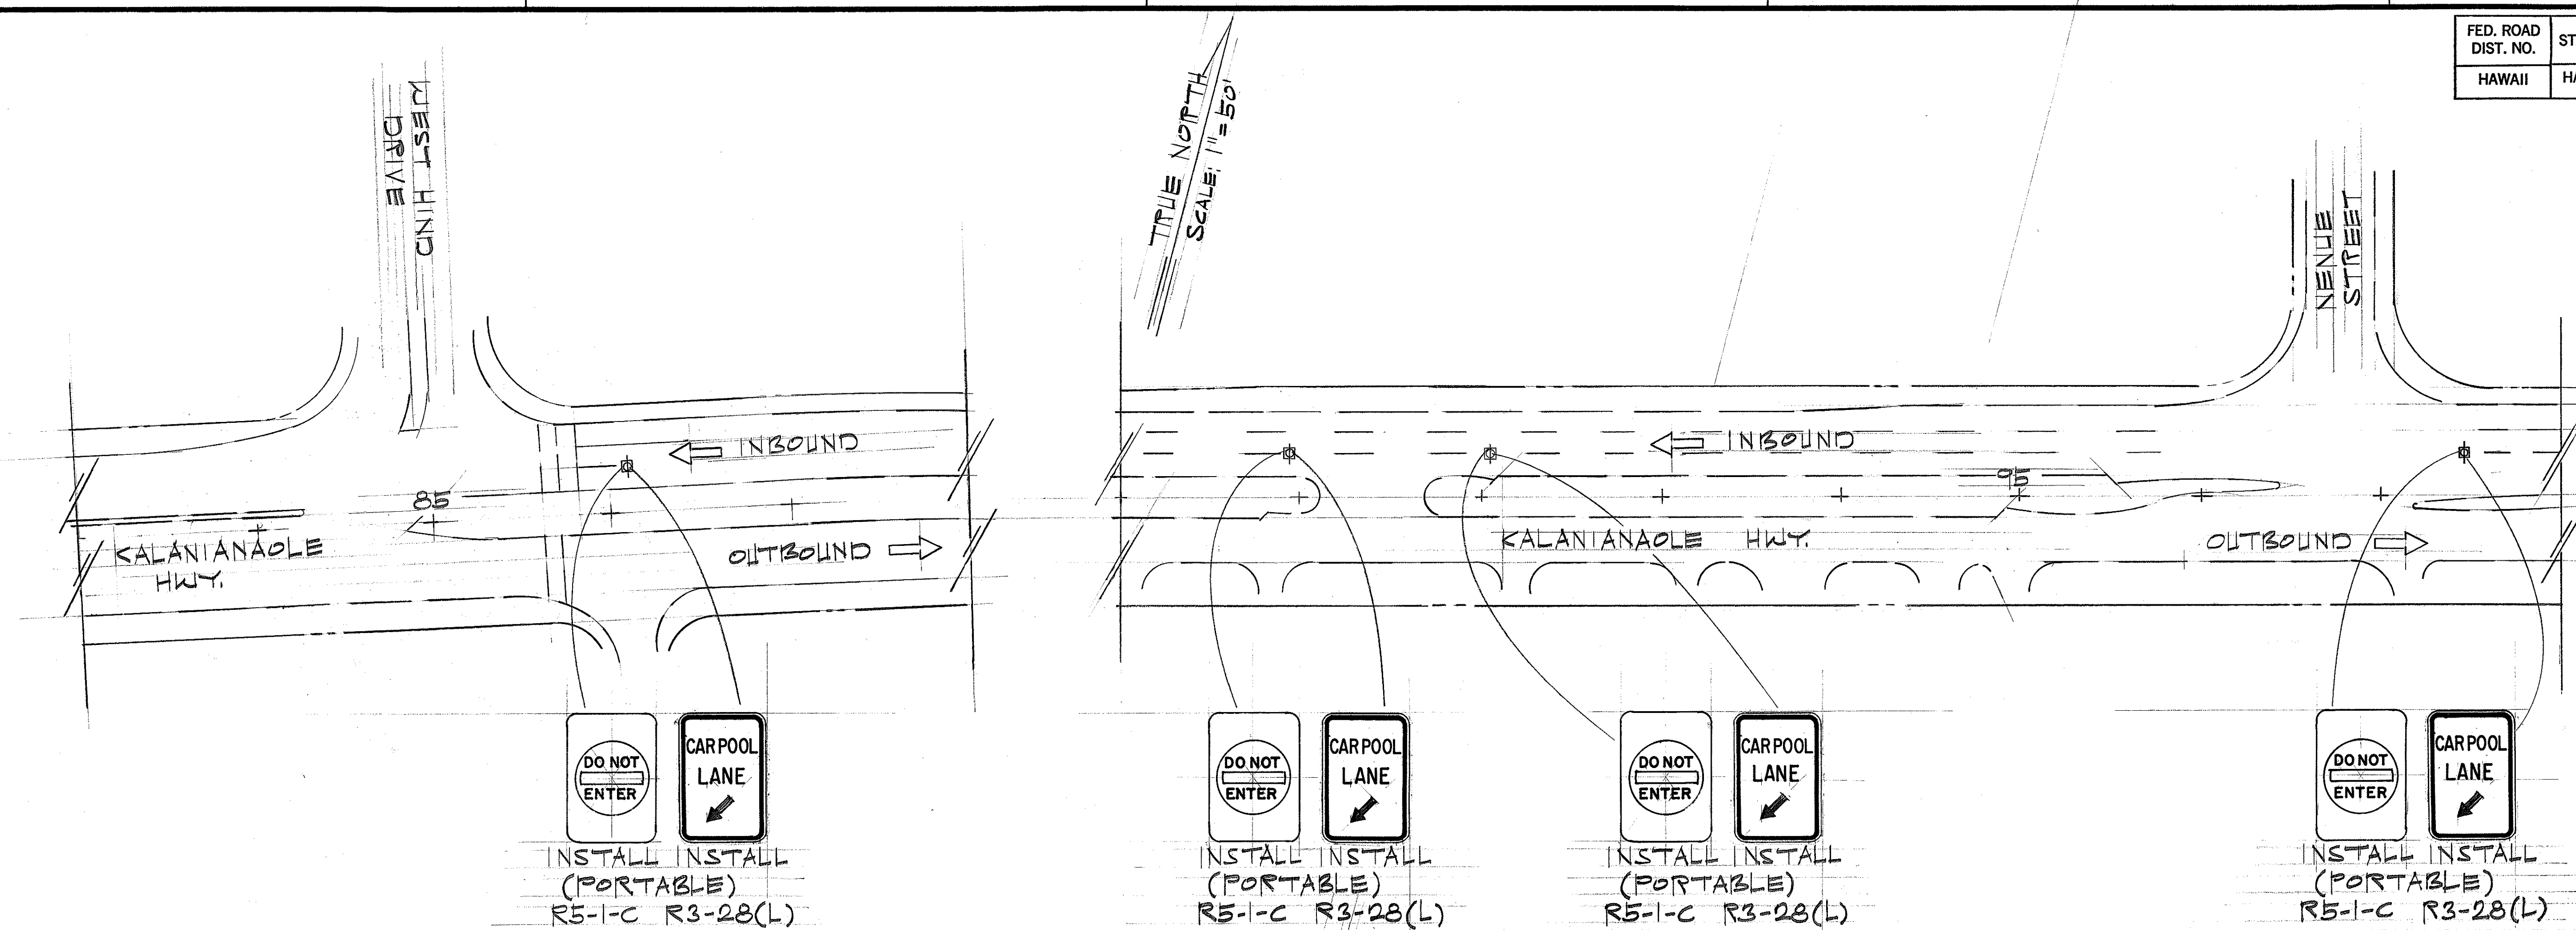 FED. ROAD
DIST. NO.
ST
HAWAII
HA
WEST HIND
DRIVE
TRUE NORTH
SCALE: 1"=50'
NENUE
STREET
INBOUND
85
KALANIANAOLE
HWY.
OUTBOUND
INBOUND
95
KALANIANAOLE HWY.
OUTBOUND
DO NOT
ENTER
CAR POOL
LANE
INSTALL INSTALL
(PORTABLE)
R5-1-C R3-28(L)
DO NOT
ENTER
CAR POOL
LANE
INSTALL INSTALL
(PORTABLE)
R5-1-C R3-28(L)
DO NOT
ENTER
CAR POOL
LANE
INSTALL INSTALL
(PORTABLE)
R5-1-C R3-28(L)
DO NOT
ENTER
CAR POOL
LANE
INSTALL INSTALL
(PORTABLE)
R5-1-C R3-28(L)